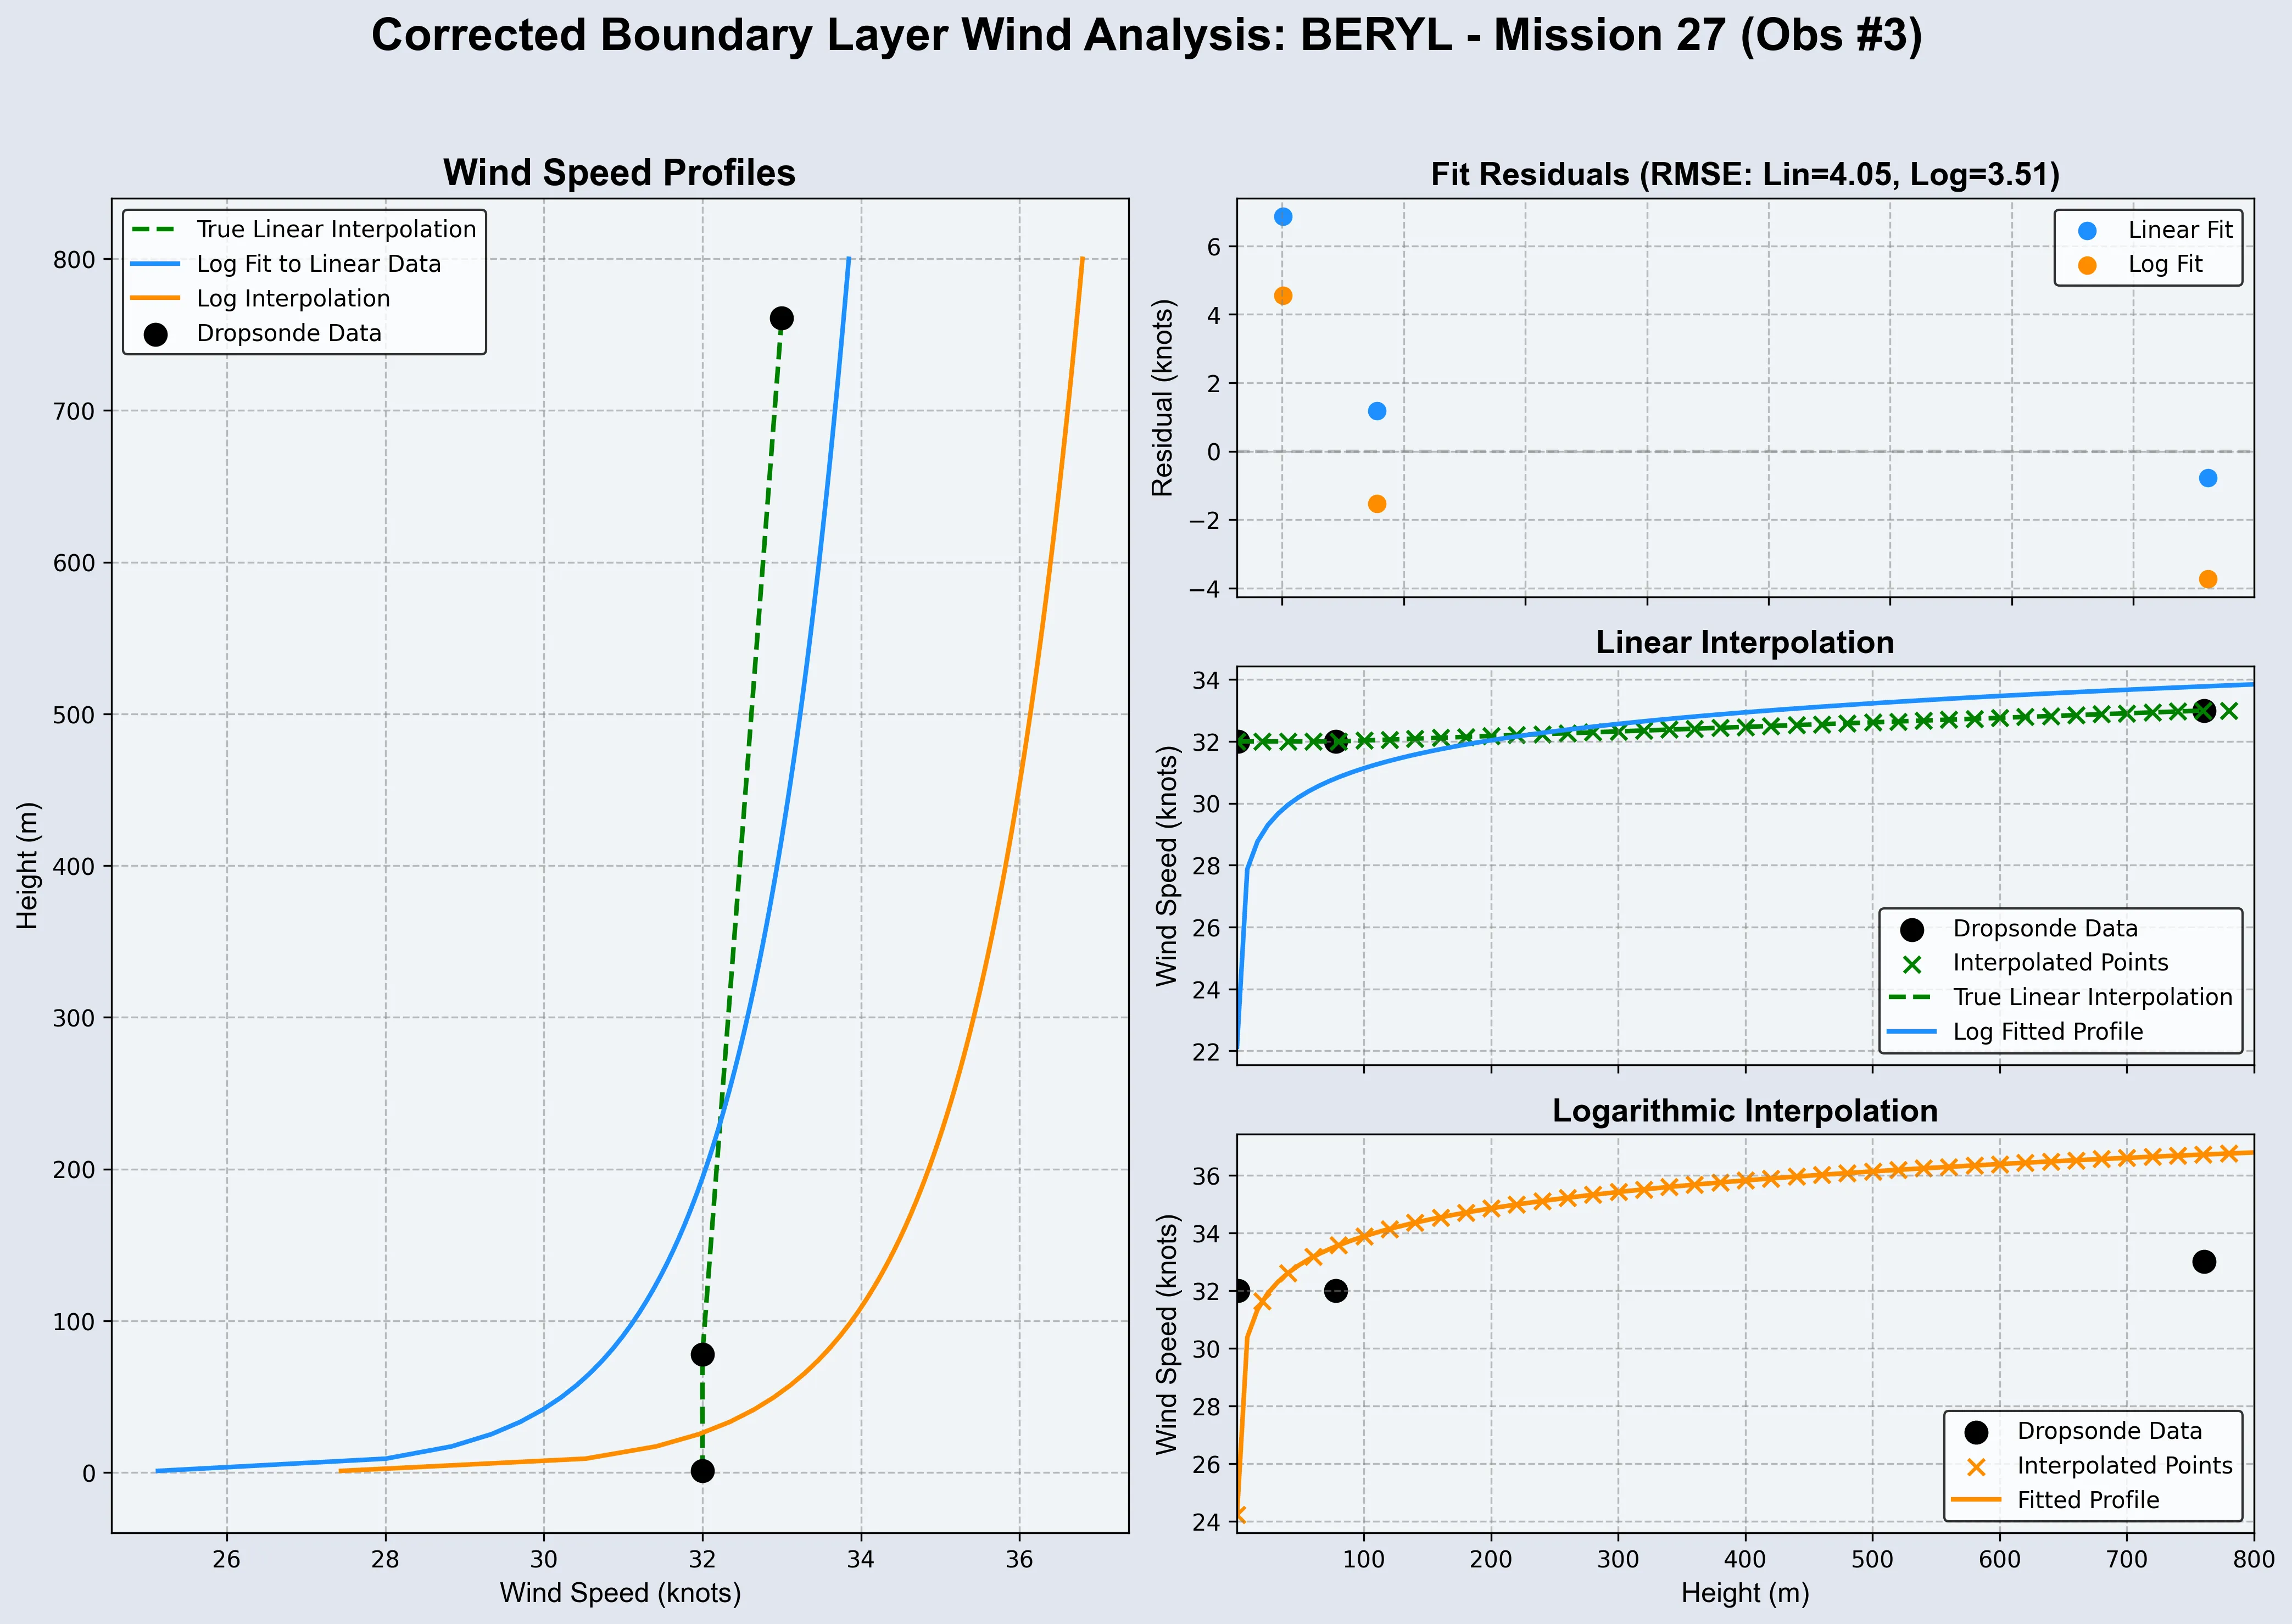 Corrected Boundary Layer Wind Analysis: BERYL - Mission 27 (Obs #3)
Wind Speed Profiles
True Linear Interpolation
Log Fit to Linear Data
Log Interpolation
Dropsonde Data
Height (m)
800
700
600
500
400
300
200
100
0
26 28 30 32 34 36
Wind Speed (knots)
Fit Residuals (RMSE: Lin=4.05, Log=3.51)
Linear Fit
Log Fit
Residual (knots)
6
4
2
0
−2
−4
Linear Interpolation
Wind Speed (knots)
34
32
30
28
26
24
22
Dropsonde Data
Interpolated Points
True Linear Interpolation
Log Fitted Profile
Logarithmic Interpolation
Wind Speed (knots)
36
34
32
30
28
26
24
Dropsonde Data
Interpolated Points
Fitted Profile
100 200 300 400 500 600 700 800
Height (m)